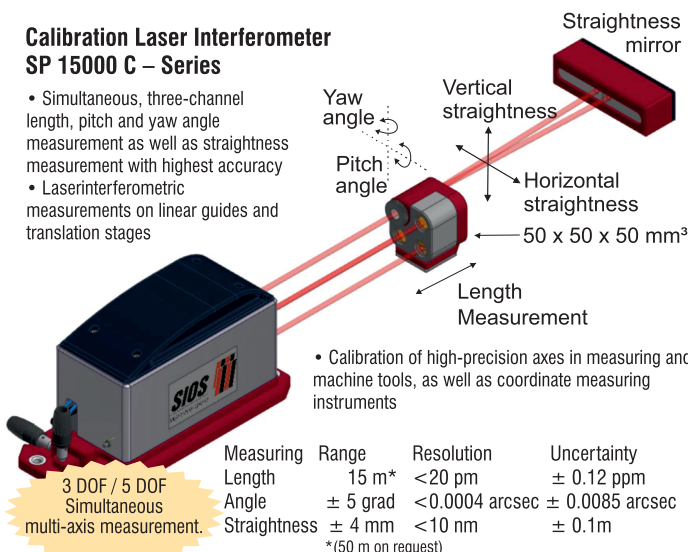 Calibration Laser Interferometer
SP 15000 C – Series
• Simultaneous, three-channel
length, pitch and yaw angle
measurement as well as straightness
measurement with highest accuracy
• Laserinterferometric
measurements on linear guides and
translation stages
Straightness
mirror
Yaw
angle
Vertical
straightness
Pitch
angle
Horizontal
straightness
50 x 50 x 50 mm³
Length
Measurement
• Calibration of high-precision axes in measuring and
machine tools, as well as coordinate measuring
instruments
SIOS
3 DOF / 5 DOF
Simultaneous
multi-axis measurement.
Measuring Range Resolution Uncertainty
Length 15 m* <20 pm ± 0.12 ppm
Angle ± 5 grad <0.0004 arcsec ± 0.0085 arcsec
Straightness ± 4 mm <10 nm ± 0.1m
*(50 m on request)